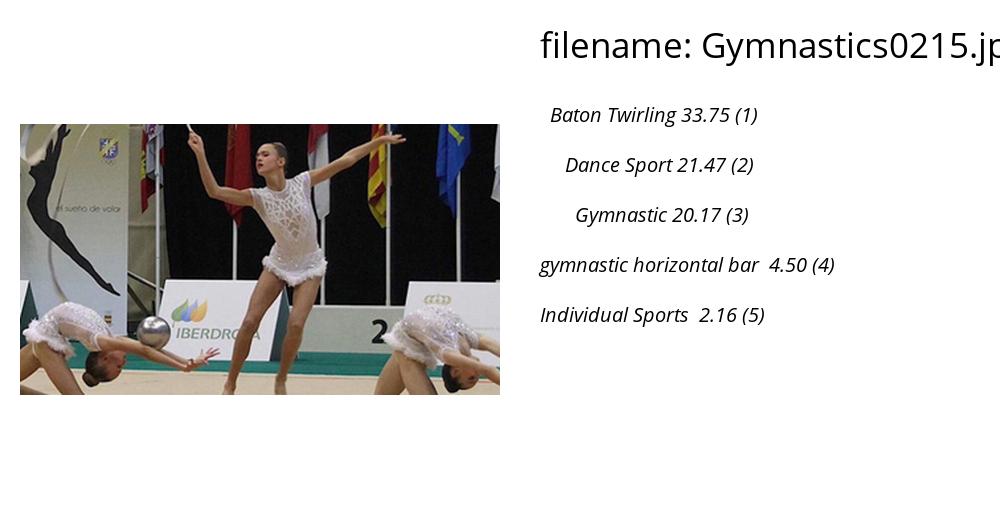 filename: Gymnastics0215.jp
Baton Twirling 33.75 (1)
Dance Sport 21.47 (2)
Gymnastic 20.17 (3)
gymnastic horizontal bar 4.50 (4)
Individual Sports 2.16 (5)
el sueño de volar
IBERDROLA
2